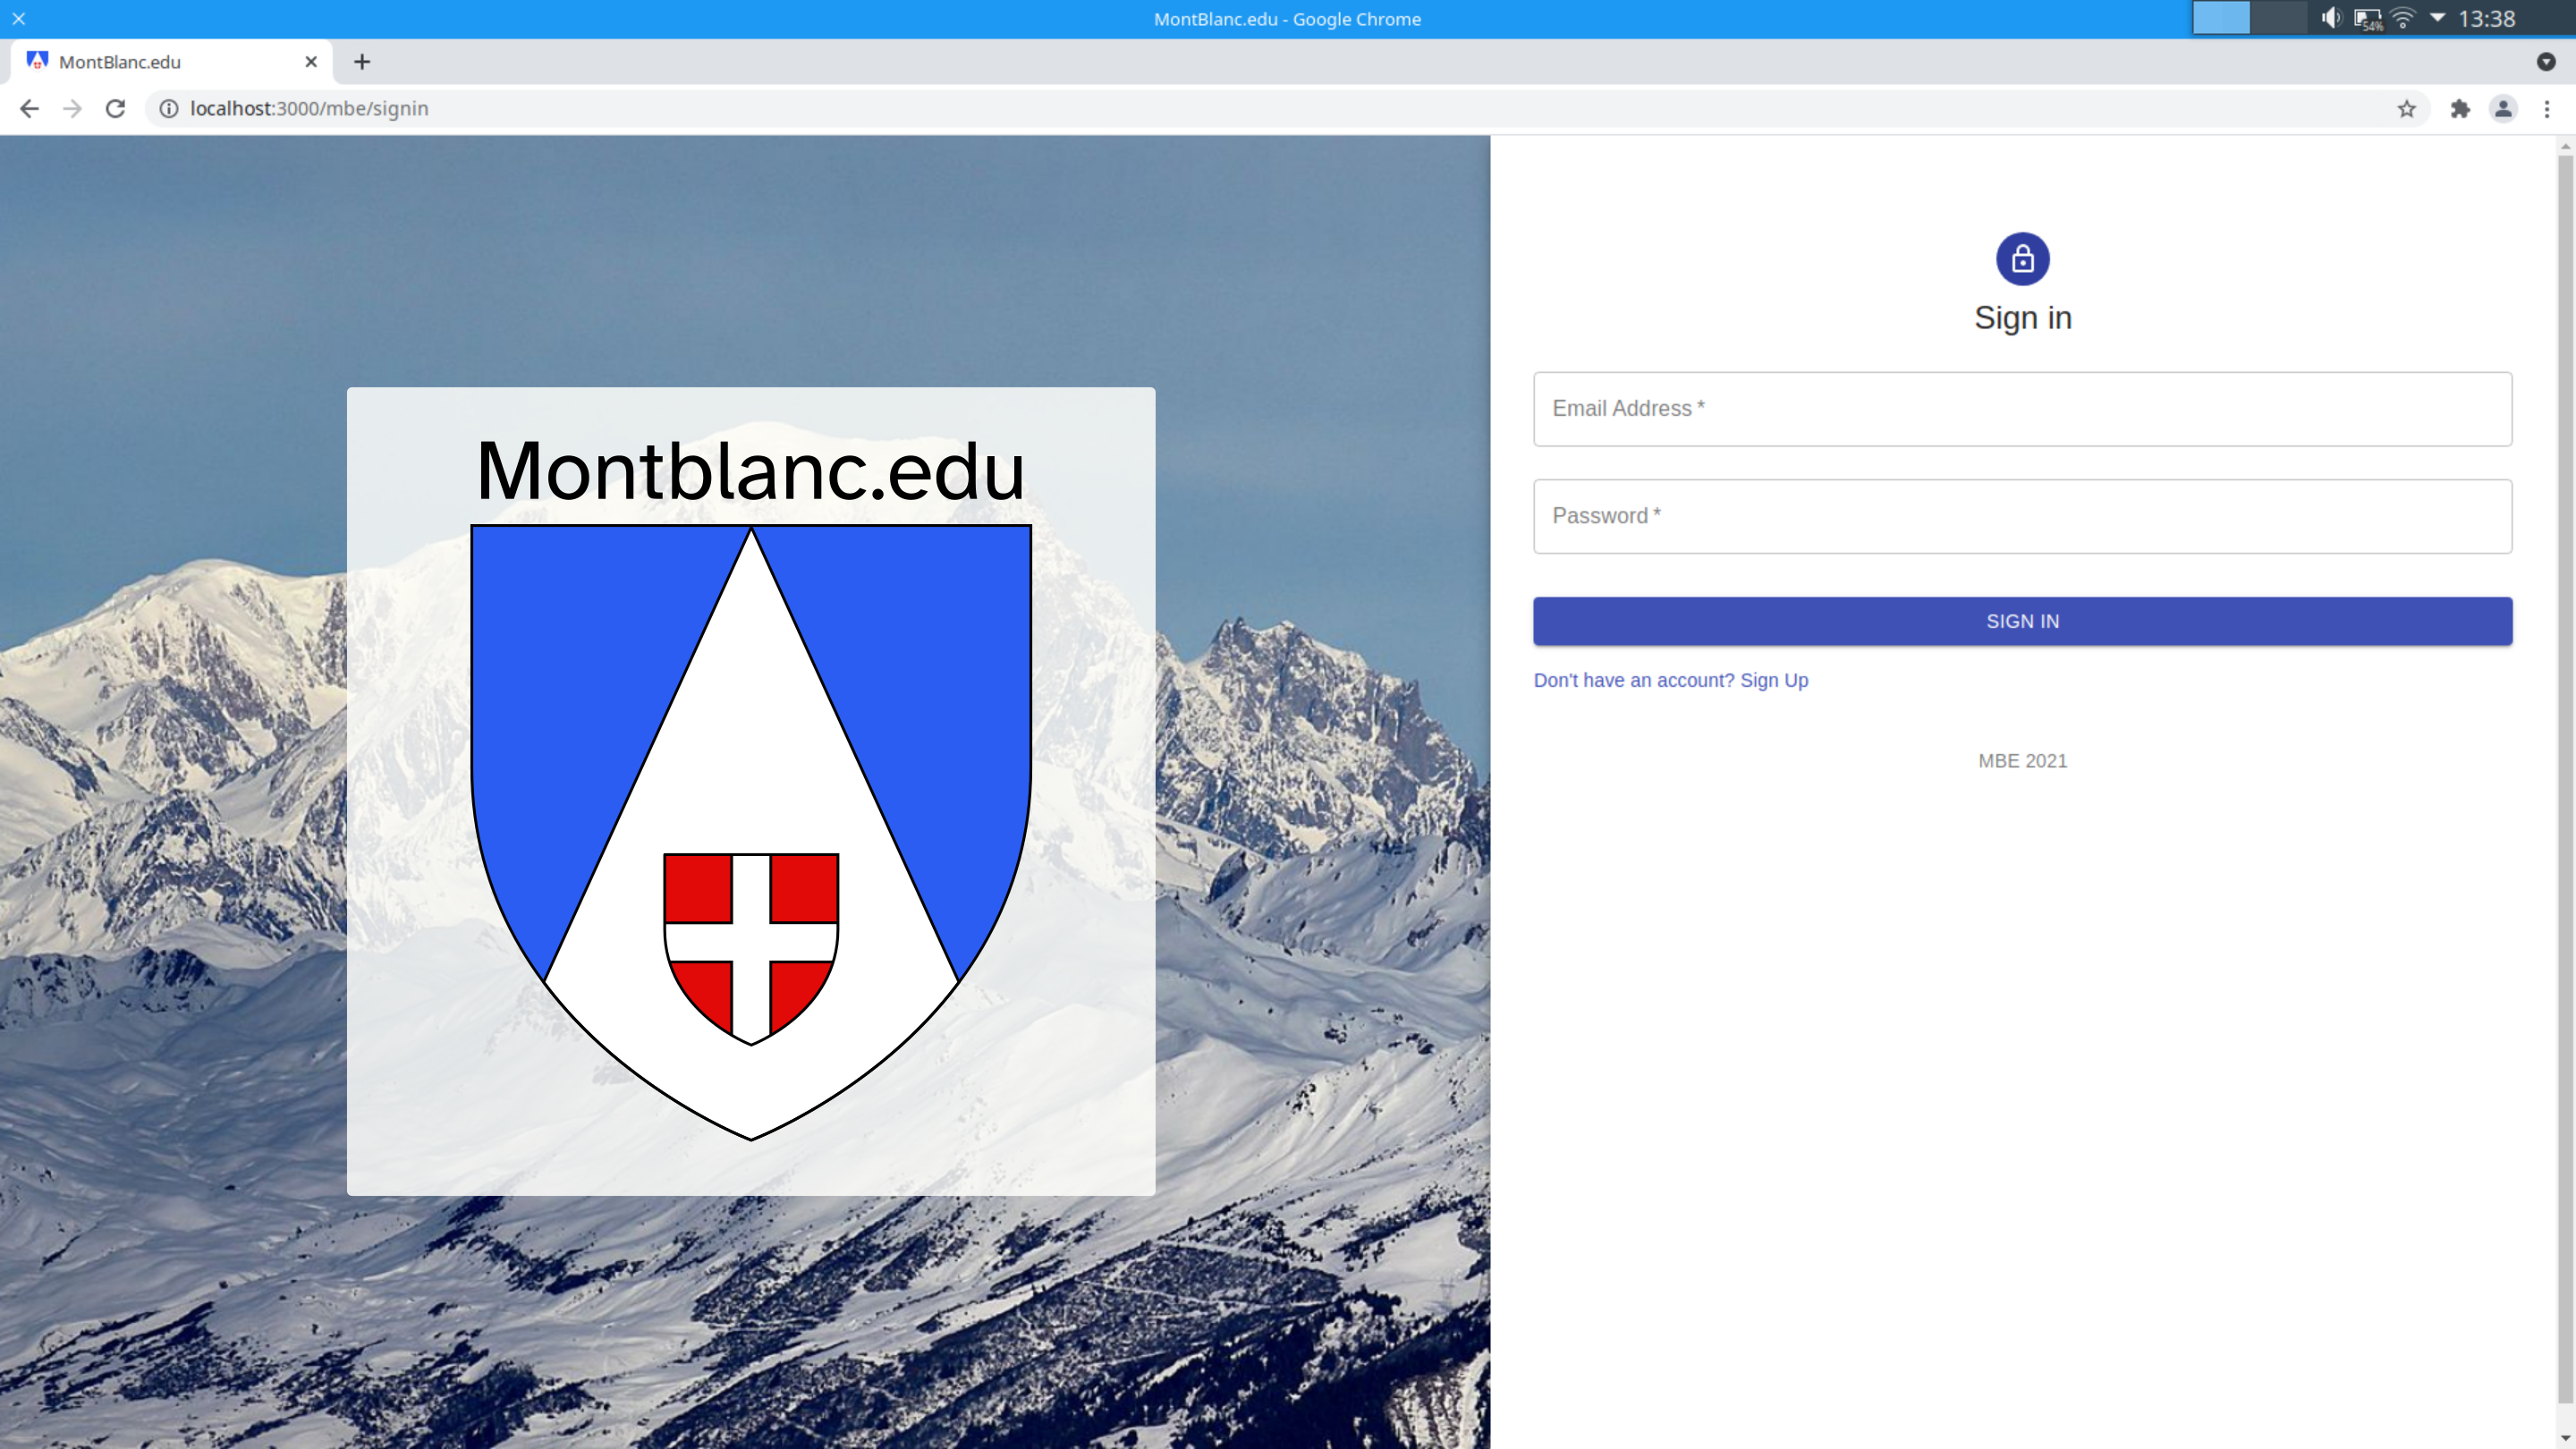 MontBlanc.edu - Google Chrome
54%
13:38
MontBlanc.edu
localhost:3000/mbe/signin
Montblanc.edu
Sign in
Email Address *
Password *
SIGN IN
Don't have an account? Sign Up
MBE 2021